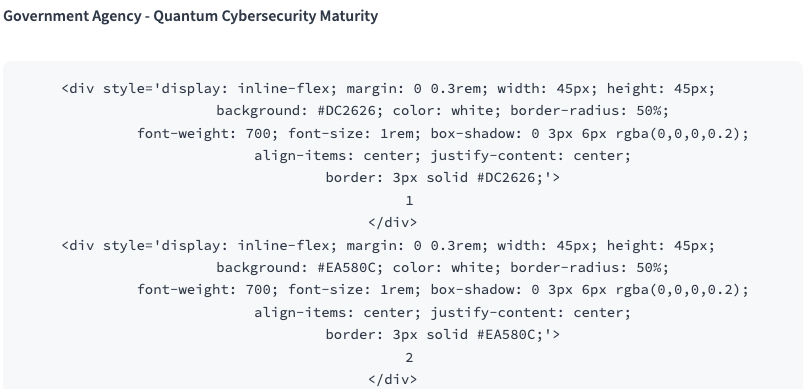 Government Agency - Quantum Cybersecurity Maturity
<div style='display: inline-flex; margin: 0 0.3rem; width: 45px; height: 45px;
background: #DC2626; color: white; border-radius: 50%;
font-weight: 700; font-size: 1rem; box-shadow: 0 3px 6px rgba(0,0,0,0.2);
align-items: center; justify-content: center;
border: 3px solid #DC2626;'>
1
</div>
<div style='display: inline-flex; margin: 0 0.3rem; width: 45px; height: 45px;
background: #EA580C; color: white; border-radius: 50%;
font-weight: 700; font-size: 1rem; box-shadow: 0 3px 6px rgba(0,0,0,0.2);
align-items: center; justify-content: center;
border: 3px solid #EA580C;'>
2
</div>